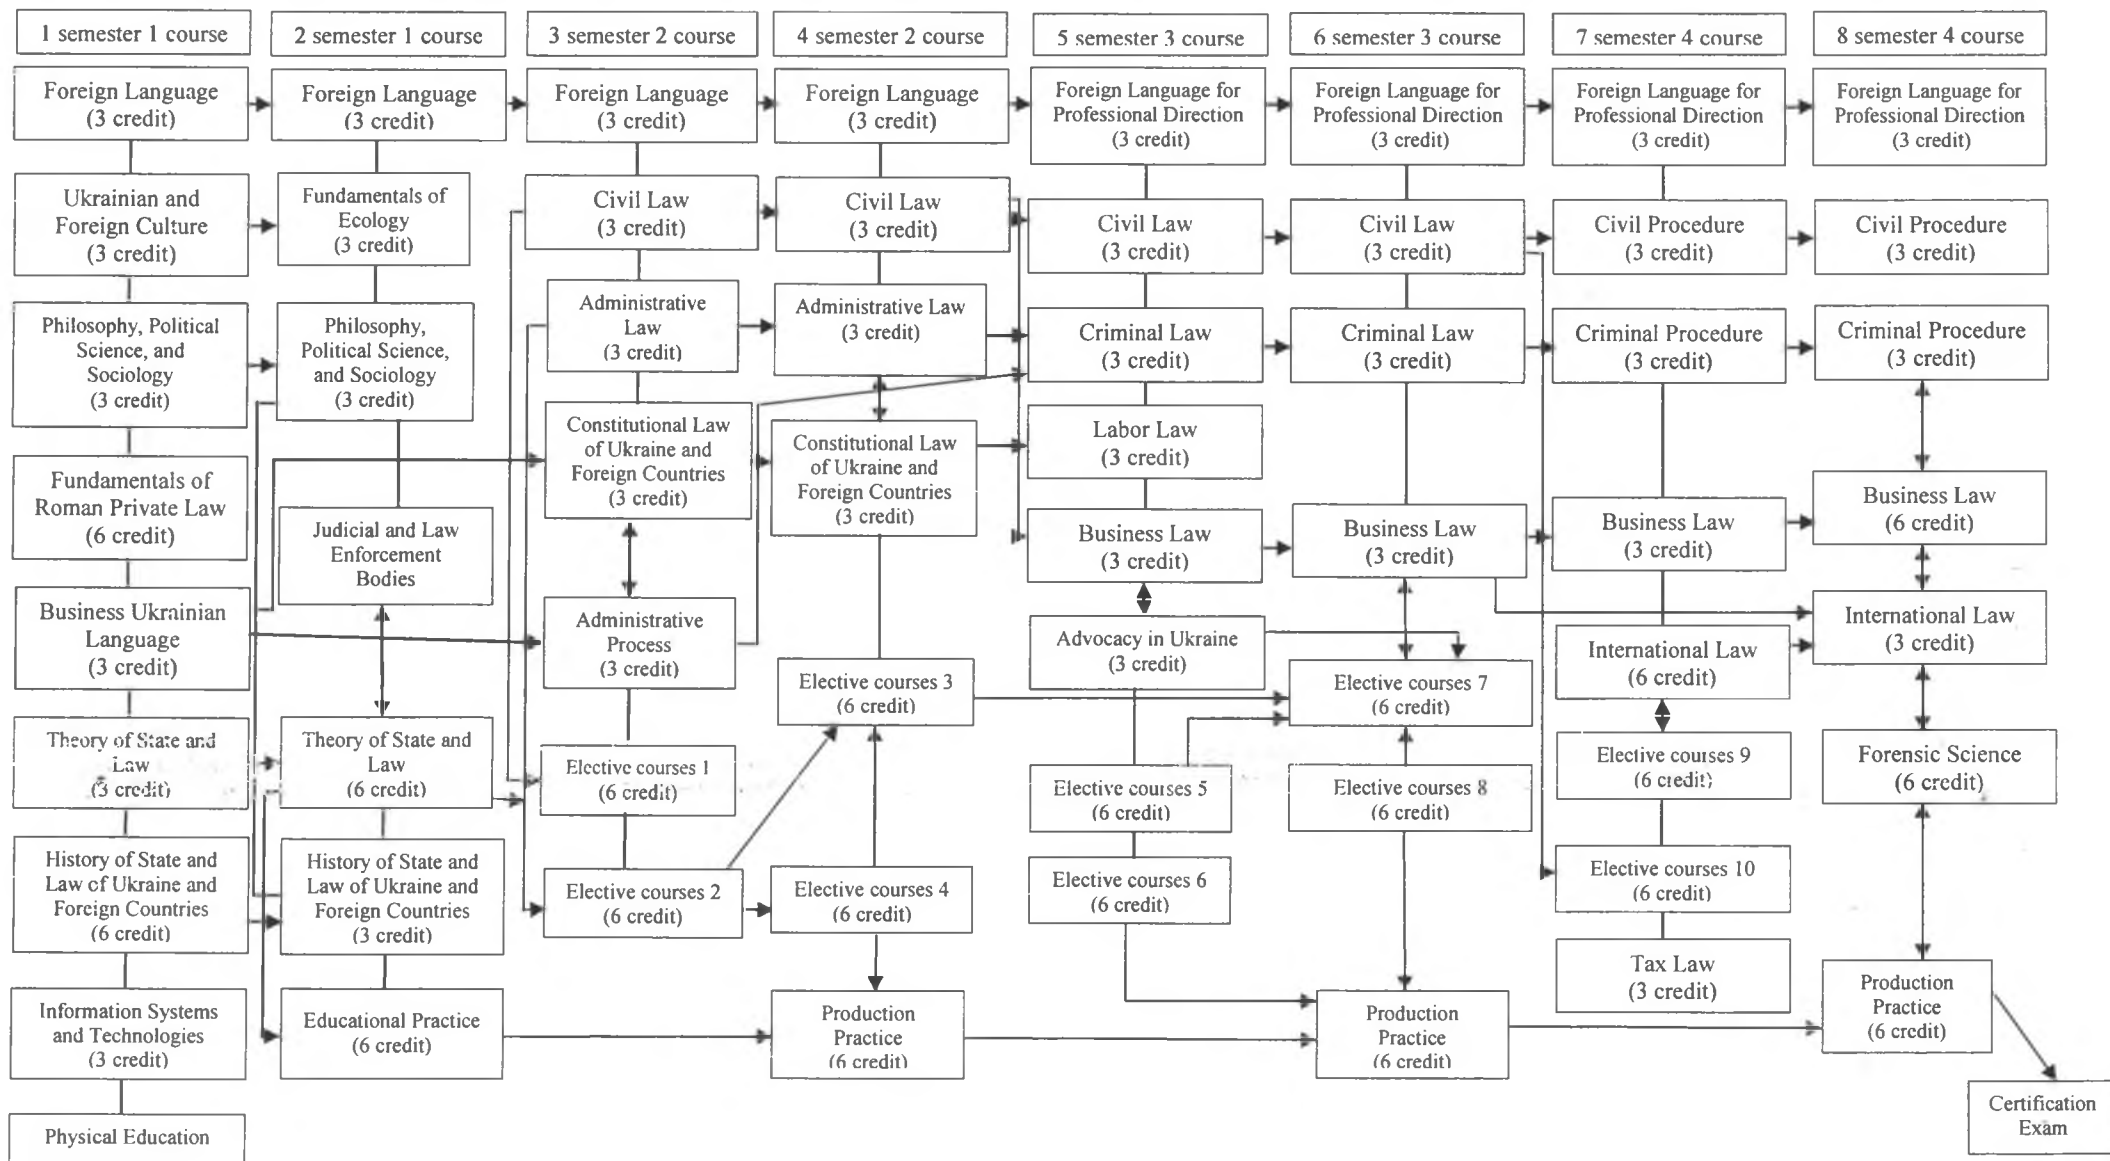 1 semester 1 course
2 semester 1 course
3 semester 2 course
4 semester 2 course
5 semester 3 course
6 semester 3 course
7 semester 4 course
8 semester 4 course
Foreign Language
(3 credit)
Ukrainian and
Foreign Culture
(3 credit)
Philosophy, Political
Science, and
Sociology
(3 credit)
Fundamentals of
Roman Private Law
(6 credit)
Business Ukrainian
Language
(3 credit)
Theory of State and
Law
(3 credit)
History of State and
Law of Ukraine and
Foreign Countries
(6 credit)
Information Systems
and Technologies
(3 credit)
Physical Education
Foreign Language
(3 credit)
Fundamentals of
Ecology
(3 credit)
Philosophy,
Political Science,
and Sociology
(3 credit)
Judicial and Law
Enforcement
Bodies
Theory of State and
Law
(6 credit)
History of State and
Law of Ukraine and
Foreign Countries
(3 credit)
Educational Practice
(6 credit)
Foreign Language
(3 credit)
Civil Law
(3 credit)
Administrative
Law
(3 credit)
Constitutional Law
of Ukraine and
Foreign Countries
(3 credit)
Administrative
Process
(3 credit)
Elective courses 1
(6 credit)
Elective courses 2
(6 credit)
Foreign Language
(3 credit)
Civil Law
(3 credit)
Administrative Law
(3 credit)
Constitutional Law
of Ukraine and
Foreign Countries
(3 credit)
Elective courses 3
(6 credit)
Elective courses 4
(6 credit)
Production
Practice
(6 credit)
Foreign Language for
Professional Direction
(3 credit)
Civil Law
(3 credit)
Criminal Law
(3 credit)
Labor Law
(3 credit)
Business Law
(3 credit)
Advocacy in Ukraine
(3 credit)
Elective courses 5
(6 credit)
Elective courses 6
(6 credit)
Foreign Language for
Professional Direction
(3 credit)
Civil Law
(3 credit)
Criminal Law
(3 credit)
Business Law
(3 credit)
Elective courses 7
(6 credit)
Elective courses 8
(6 credit)
Production
Practice
(6 credit)
Foreign Language for
Professional Direction
(3 credit)
Civil Procedure
(3 credit)
Criminal Procedure
(3 credit)
Business Law
(3 credit)
International Law
(6 credit)
Elective courses 9
(6 credit)
Elective courses 10
(6 credit)
Tax Law
(3 credit)
Foreign Language for
Professional Direction
(3 credit)
Civil Procedure
(3 credit)
Criminal Procedure
(3 credit)
Business Law
(6 credit)
International Law
(3 credit)
Forensic Science
(6 credit)
Production
Practice
(6 credit)
Certification
Exam